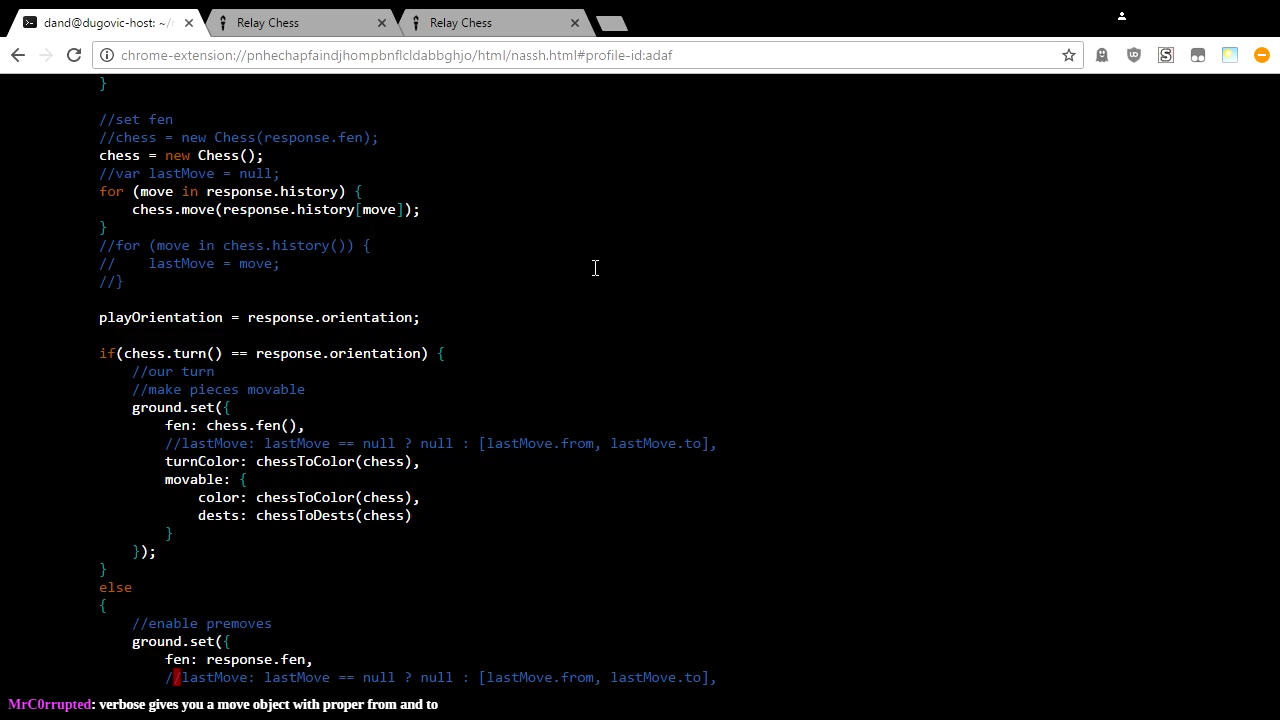 dand@dugovic-host: ~/r
Relay Chess
Relay Chess
chrome-extension://pnhechapfaindjhompbnflcldabbghjo/html/nassh.html#profile-id:adaf
}
//set fen
//chess = new Chess(response.fen);
chess = new Chess();
//var lastMove = null;
for (move in response.history) {
chess.move(response.history[move]);
}
//for (move in chess.history()) {
//    lastMove = move;
//}
playOrientation = response.orientation;
if(chess.turn() == response.orientation) {
//our turn
//make pieces movable
ground.set({
fen: chess.fen(),
//lastMove: lastMove == null ? null : [lastMove.from, lastMove.to],
turnColor: chessToColor(chess),
movable: {
color: chessToColor(chess),
dests: chessToDests(chess)
}
});
}
else
{
//enable premoves
ground.set({
fen: response.fen,
//lastMove: lastMove == null ? null : [lastMove.from, lastMove.to],
MrC0rrupted: verbose gives you a move object with proper from and to